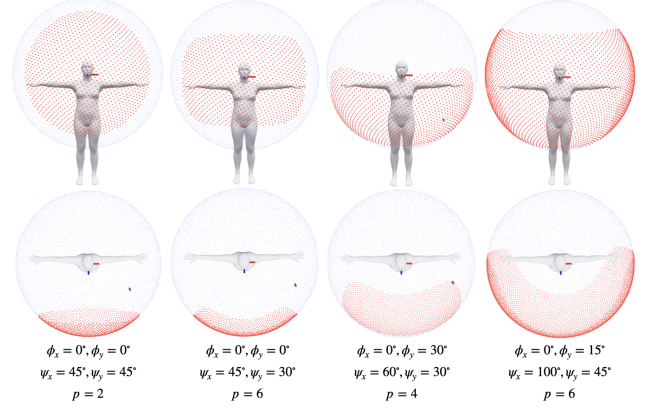 ϕx = 0°, ϕy = 0°
ψx = 45°, ψy = 45°
p = 2
ϕx = 0°, ϕy = 0°
ψx = 45°, ψy = 30°
p = 6
ϕx = 0°, ϕy = 30°
ψx = 60°, ψy = 30°
p = 4
ϕx = 0°, ϕy = 15°
ψx = 100°, ψy = 45°
p = 6